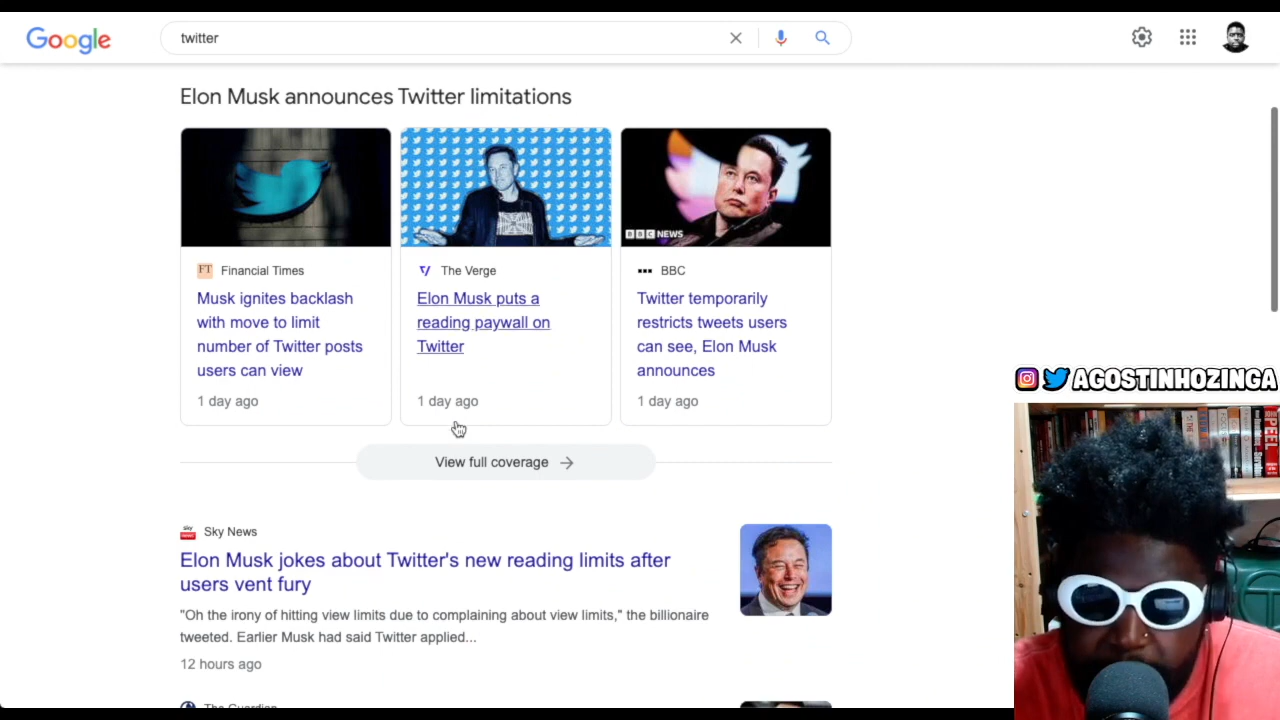 Google
twitter
Elon Musk announces Twitter limitations
FT Financial Times
Musk ignites backlash
with move to limit
number of Twitter posts
users can view
1 day ago
The Verge
Elon Musk puts a
reading paywall on
Twitter
1 day ago
BBC NEWS
BBC
Twitter temporarily
restricts tweets users
can see, Elon Musk
announces
1 day ago
View full coverage
sky news Sky News
Elon Musk jokes about Twitter's new reading limits after
users vent fury
"Oh the irony of hitting view limits due to complaining about view limits," the billionaire
tweeted. Earlier Musk had said Twitter applied...
12 hours ago
The Guardian
AGOSTINHOZINGA
PEEL